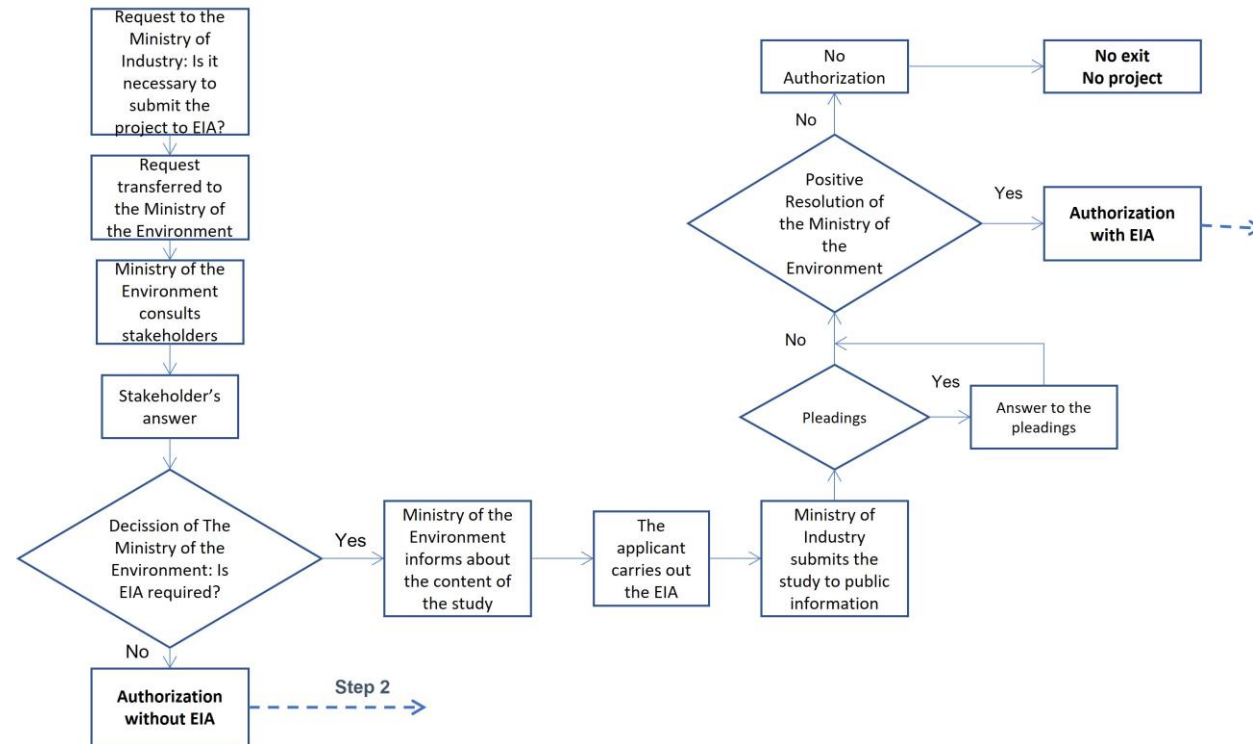 Request to the
Ministry of
Industry: Is it
necessary to
submit the
project to EIA?
Request
transferred to
the Ministry of
the Environment
Ministry of the
Environment
consults
stakeholders
Stakeholder’s
answer
Decission of The
Ministry of the
Environment: Is
EIA required?
No
Authorization
without EIA
Step 2
Yes
Ministry of the
Environment
informs about
the content of
the study
The
applicant
carries out
the EIA
Ministry of
Industry
submits the
study to public
information
Pleadings
Yes
Answer to the
pleadings
No
Positive
Resolution of
the Ministry of
the
Environment
Yes
Authorization
with EIA
No
No
Authorization
No exit
No project